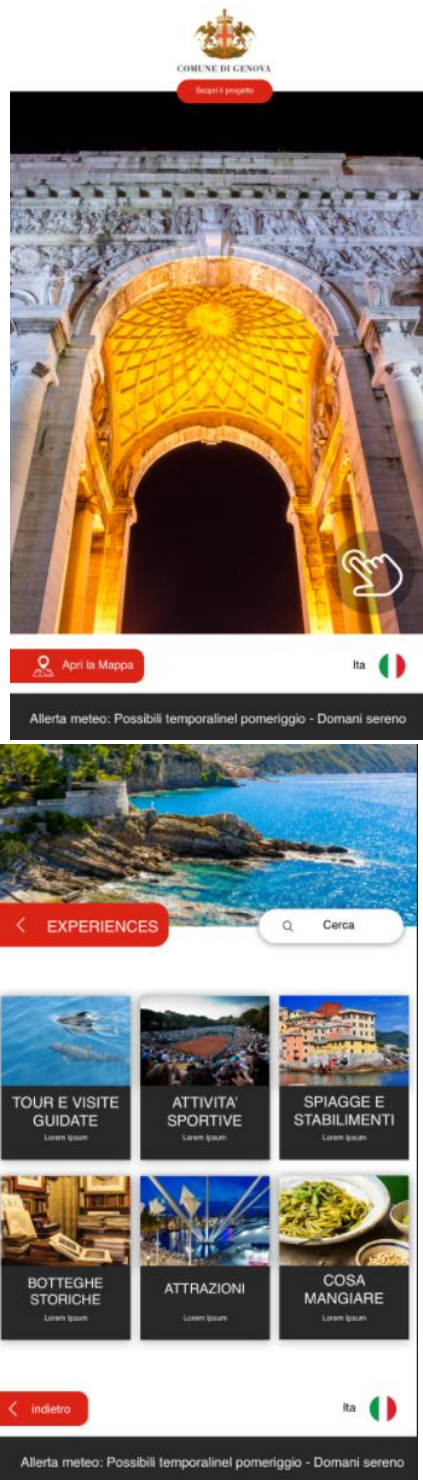 COMUNE DI GENOVA
Scopri il progetto
Apri la Mappa
Ita
Allerta meteo: Possibili temporalinel pomeriggio - Domani sereno
EXPERIENCES
Cerca
TOUR E VISITE
GUIDATE
Lorem Ipsum
ATTIVITA'
SPORTIVE
Lorem Ipsum
SPIAGGE E
STABILIMENTI
Lorem Ipsum
BOTTEGHE
STORICHE
Lorem Ipsum
ATTRAZIONI
Lorem Ipsum
COSA
MANGIARE
Lorem Ipsum
indietro
Ita
Allerta meteo: Possibili temporalinel pomeriggio - Domani sereno